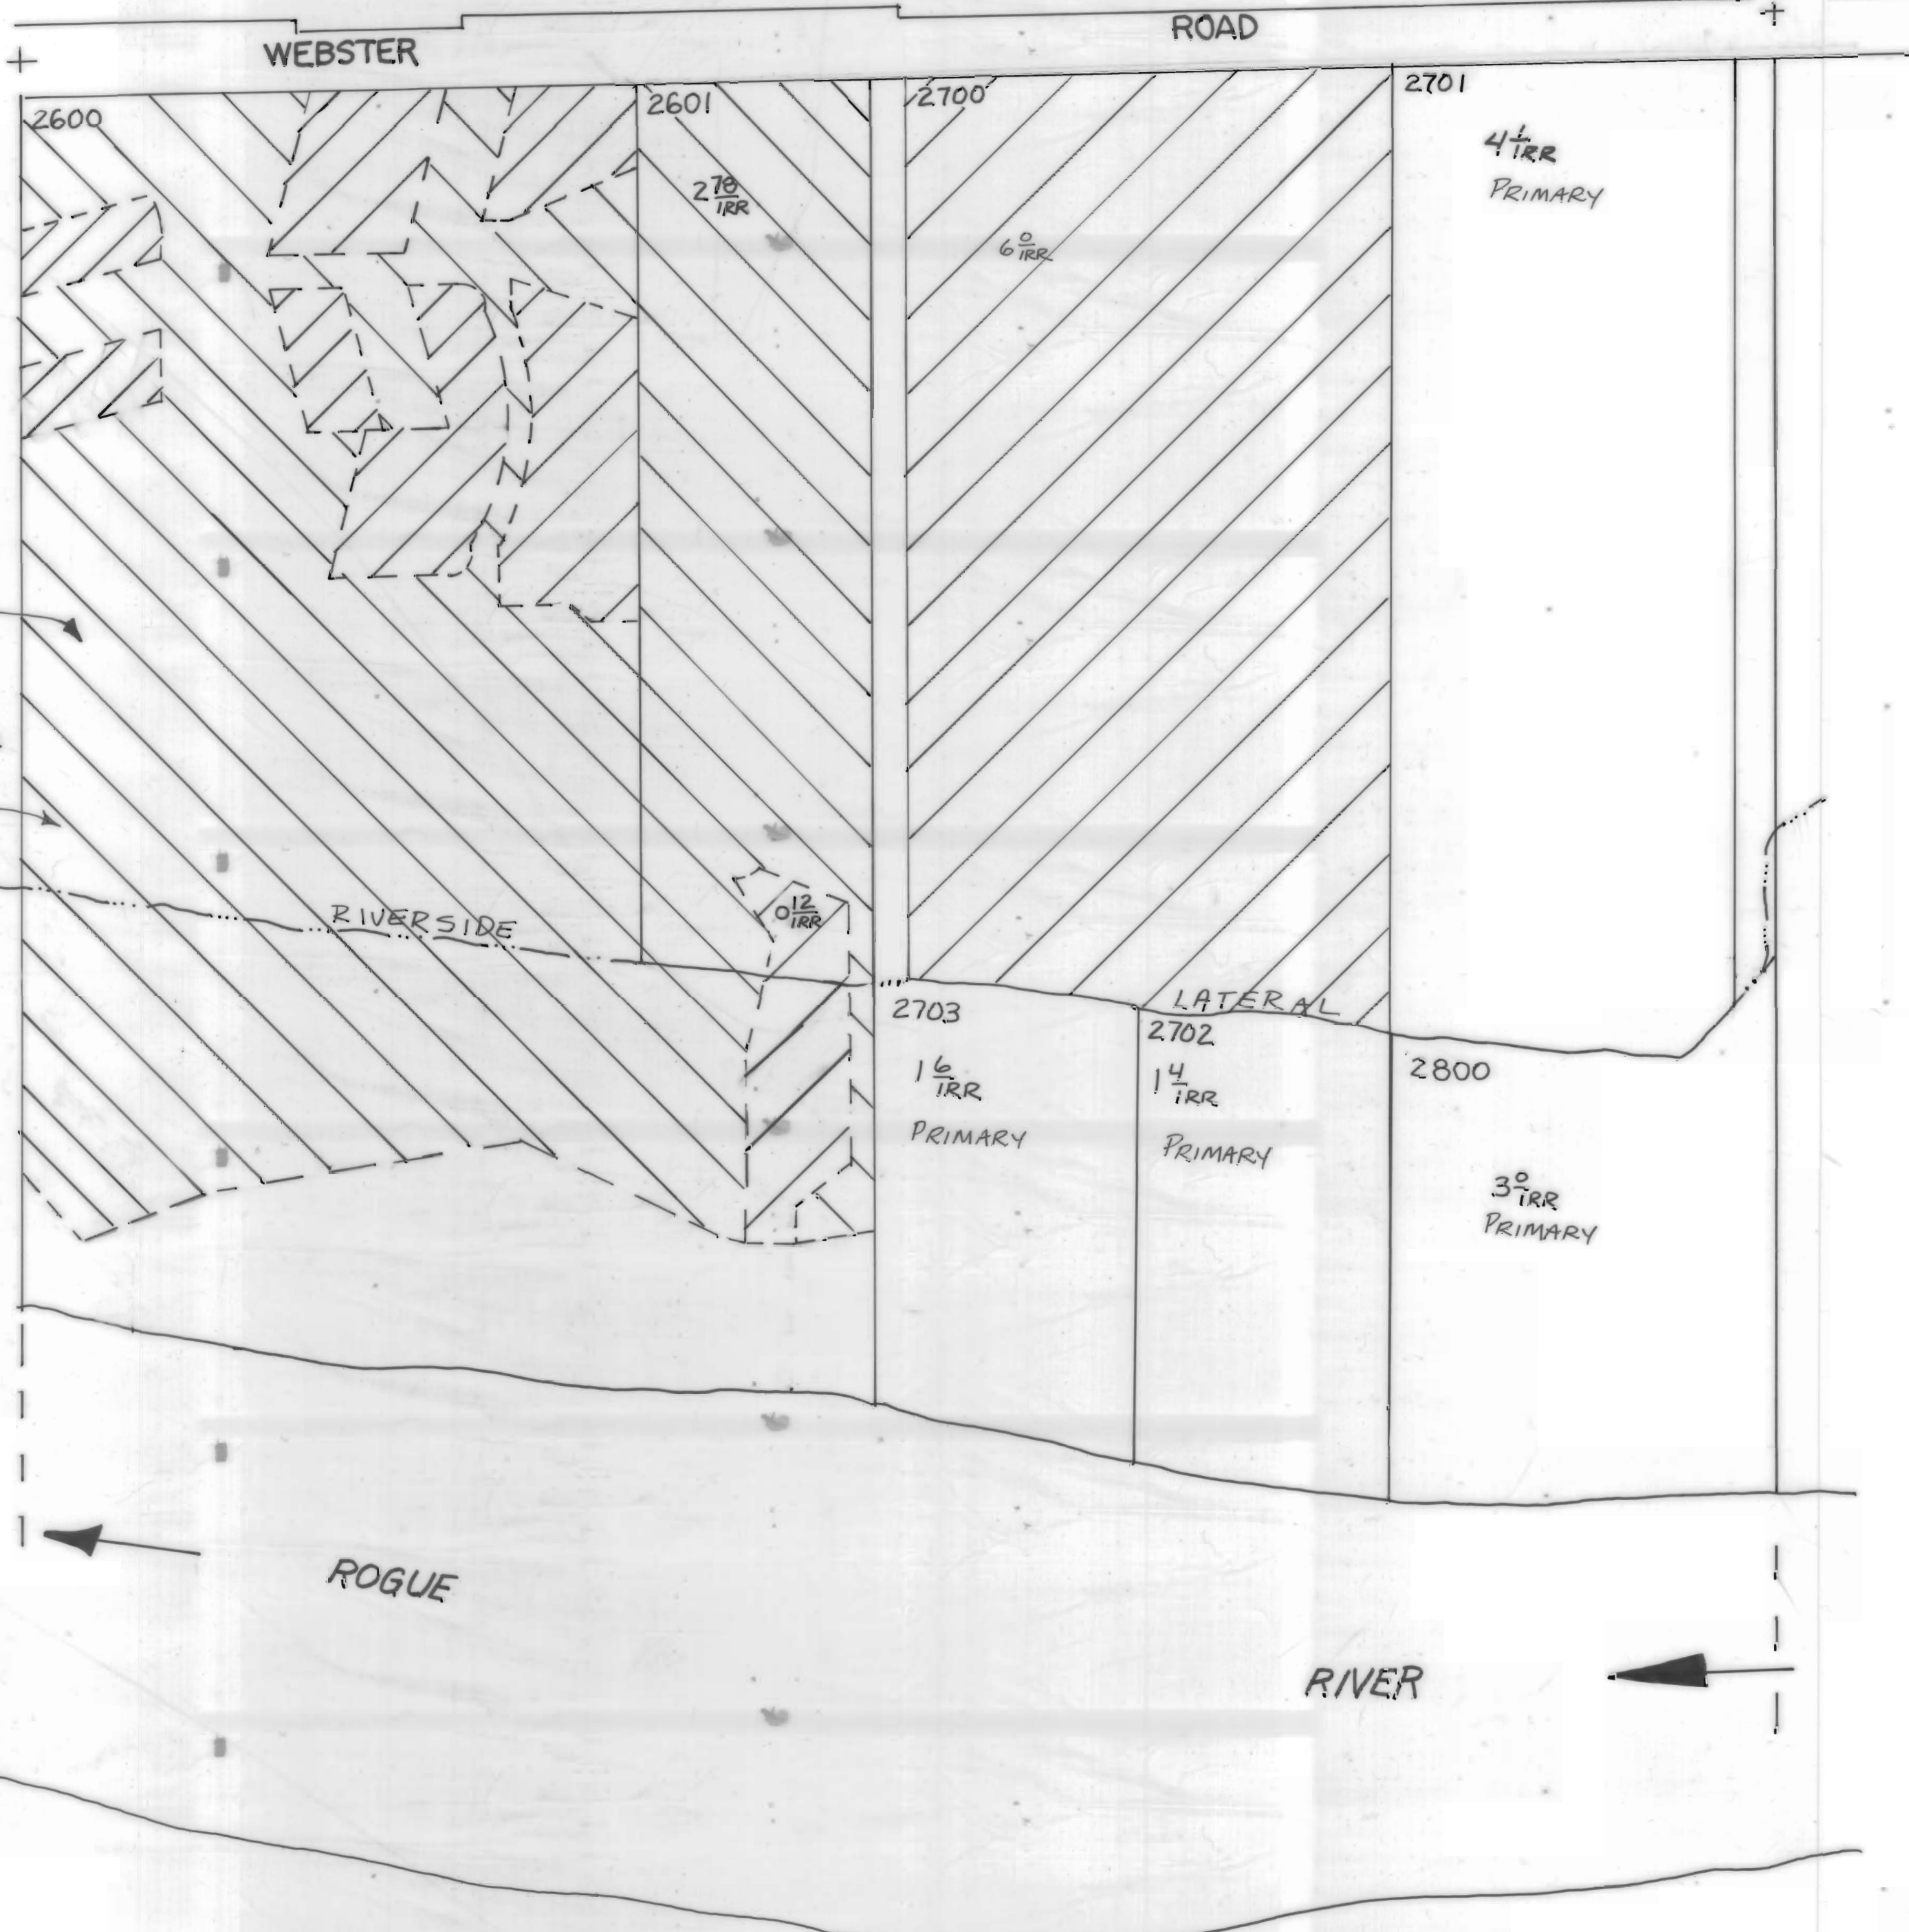 WEBSTER ROAD
2600
2601
2700
2701
4 1/IRR
PRIMARY
2 78/IRR
6 0/IRR
0 12/IRR
RIVERSIDE
LATERAL
2703
1 6/IRR
PRIMARY
2702
1 4/IRR
PRIMARY
2800
3 0/IRR
PRIMARY
ROGUE
RIVER